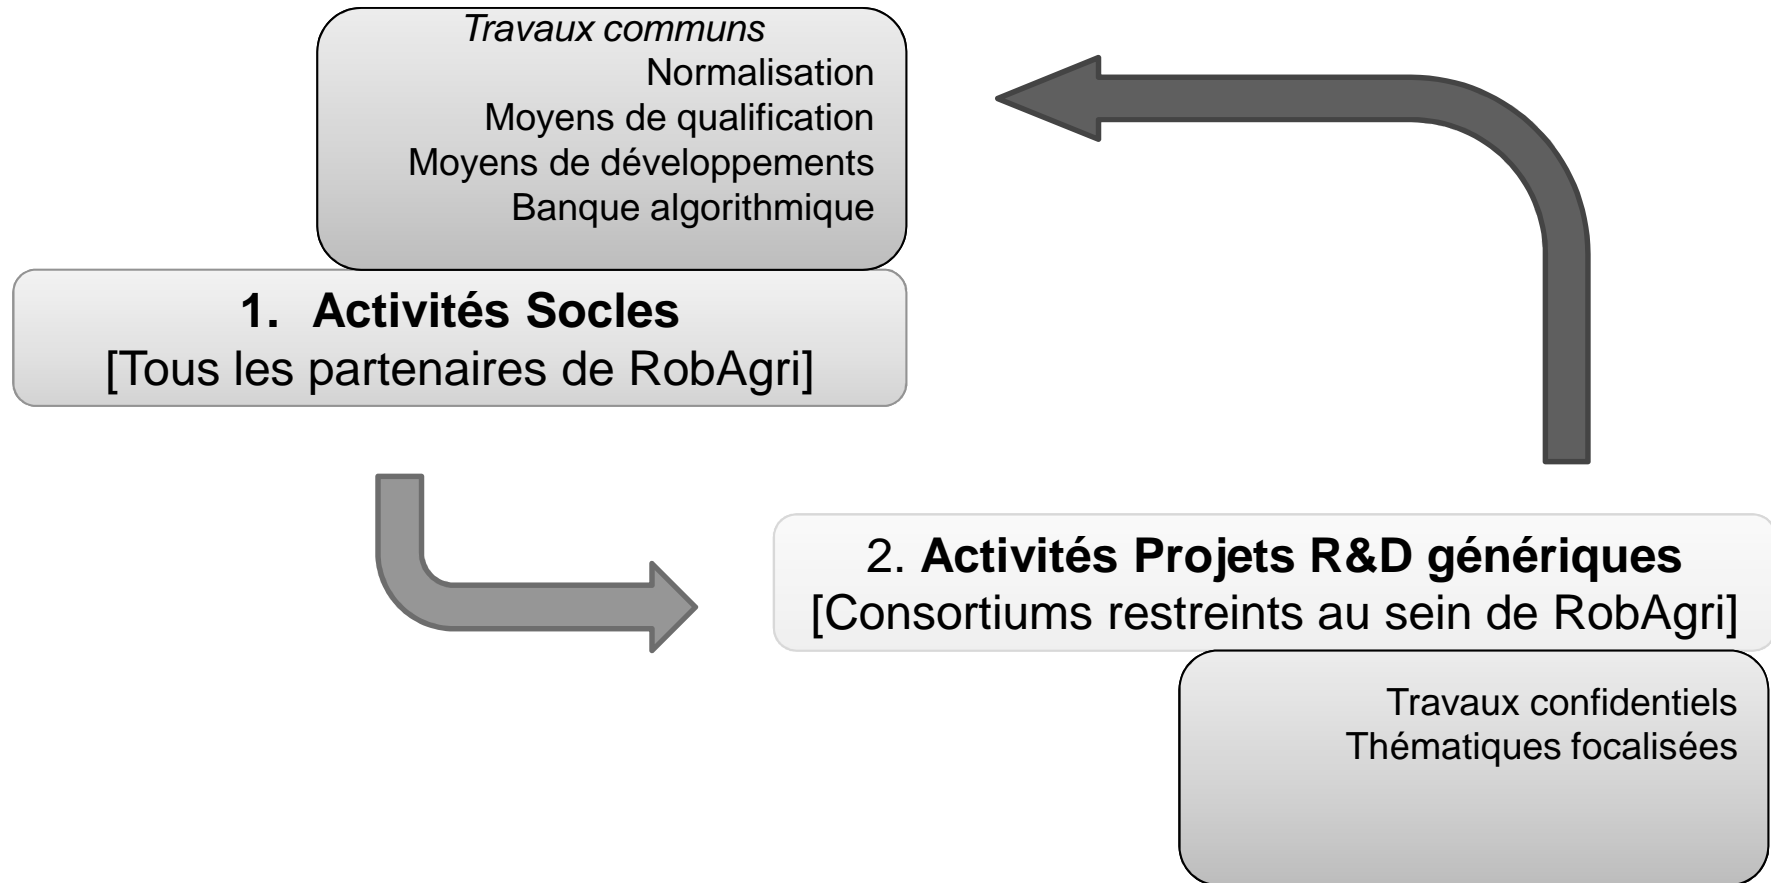 Travaux communs
Normalisation
Moyens de qualification
Moyens de développements
Banque algorithmique
1. Activités Socles
[Tous les partenaires de RobAgri]
2. Activités Projets R&D génériques
[Consortiums restreints au sein de RobAgri]
Travaux confidentiels
Thématiques focalisées